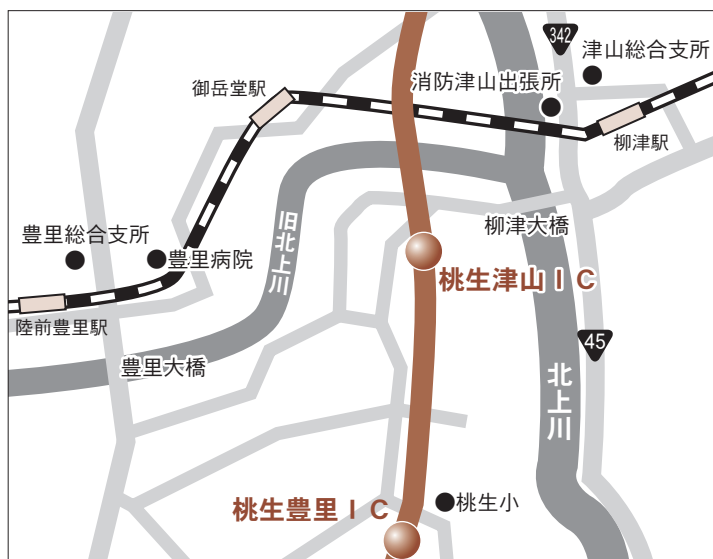 342
津山総合支所
御岳堂駅
消防津山出張所
柳津駅
豊里総合支所
旧北上川
柳津大橋
豊里病院
桃生津山IC
陸前豊里駅
45
豊里大橋
北上川
桃生豊里IC
桃生小